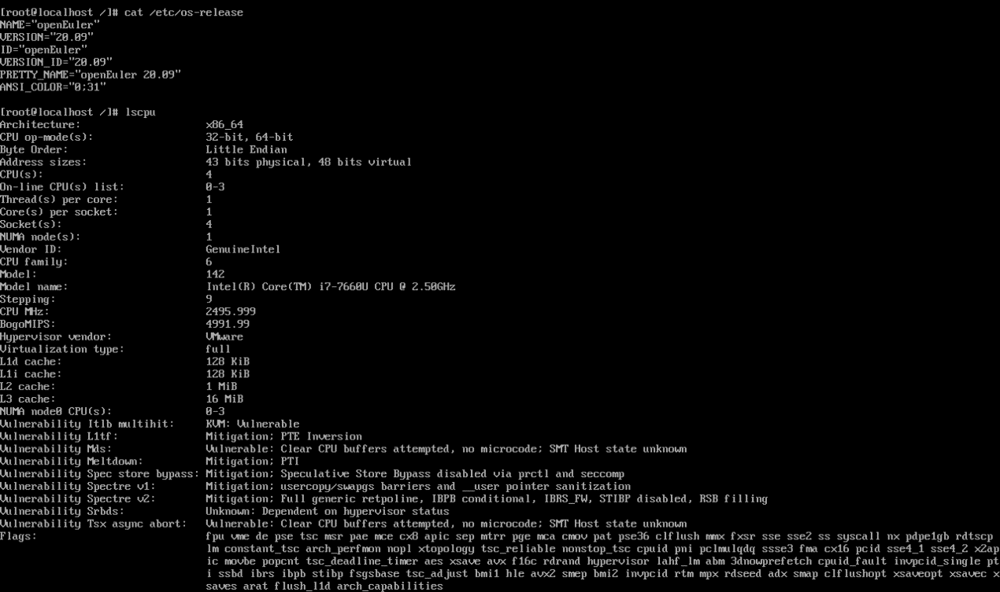 [root@localhost /]# cat /etc/os-release
NAME="openEuler"
VERSION="20.09"
ID="openEuler"
VERSION_ID="20.09"
PRETTY_NAME="openEuler 20.09"
ANSI_COLOR="0;31"
[root@localhost /]# lscpu
Architecture: x86_64
CPU op-mode(s): 32-bit, 64-bit
Byte Order: Little Endian
Address sizes: 43 bits physical, 48 bits virtual
CPU(s): 4
On-line CPU(s) list: 0-3
Thread(s) per core: 1
Core(s) per socket: 1
Socket(s): 4
NUMA node(s): 1
Vendor ID: GenuineIntel
CPU family: 6
Model: 142
Model name: Intel(R) Core(TM) i7-7660U CPU @ 2.50GHz
Stepping: 9
CPU MHz: 2495.999
BogoMIPS: 4991.99
Hypervisor vendor: VMware
Virtualization type: full
L1d cache: 128 KiB
L1i cache: 128 KiB
L2 cache: 1 MiB
L3 cache: 16 MiB
NUMA node0 CPU(s): 0-3
Vulnerability Itlb multihit: KVM: Vulnerable
Vulnerability L1tf: Mitigation; PTE Inversion
Vulnerability Mds: Vulnerable: Clear CPU buffers attempted, no microcode; SMT Host state unknown
Vulnerability Meltdown: Mitigation; PTI
Vulnerability Spec store bypass: Mitigation; Speculative Store Bypass disabled via prctl and seccomp
Vulnerability Spectre v1: Mitigation; usercopy/swapgs barriers and __user pointer sanitization
Vulnerability Spectre v2: Mitigation; Full generic retpoline, IBPB conditional, IBRS_FW, STIBP disabled, RSB filling
Vulnerability Srbds: Unknown: Dependent on hypervisor status
Vulnerability Tsx async abort: Vulnerable: Clear CPU buffers attempted, no microcode; SMT Host state unknown
Flags: fpu vme de pse tsc msr pae mce cx8 apic sep mtrr pge mca cmov pat pse36 clflush mmx fxsr sse sse2 ss syscall nx pdpe1gb rdtscp
lm constant_tsc arch_perfmon nopl xtopology tsc_reliable nonstop_tsc cpuid pni pclmulqdq ssse3 fma cx16 pcid sse4_1 sse4_2 x2ap
ic movbe popcnt tsc_deadline_timer aes xsave avx f16c rdrand hypervisor lahf_lm abm 3dnowprefetch cpuid_fault invpcid_single pt
i ssbd ibrs ibpb stibp fsgsbase tsc_adjust bmi1 hle avx2 smep bmi2 invpcid rtm mpx rdseed adx smap clflushopt xsaveopt xsavec x
saves arat flush_l1d arch_capabilities